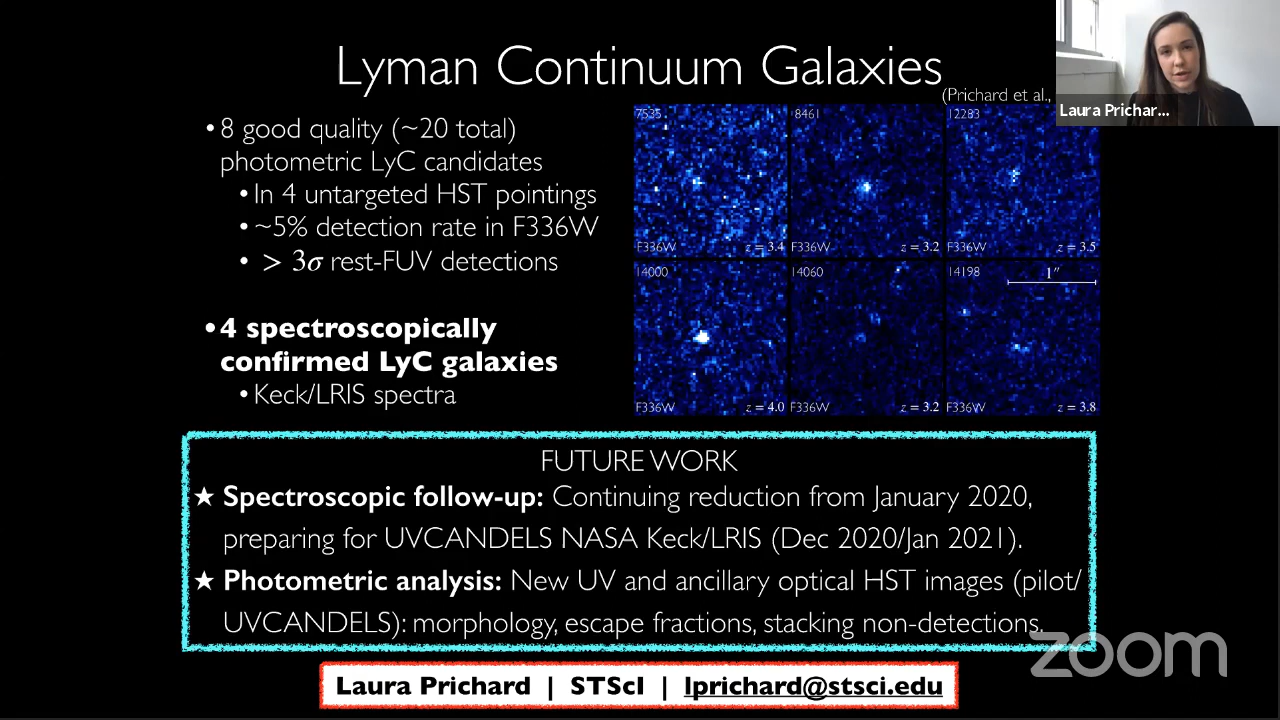 Lyman Continuum Galaxies
(Prichard et al.,
Laura Prichar...
• 8 good quality (~20 total)
photometric LyC candidates
• In 4 untargeted HST pointings
• ~5% detection rate in F336W
• > 3σ rest-FUV detections
• 4 spectroscopically
confirmed LyC galaxies
• Keck/LRIS spectra
7535 8461 12283
F336W z = 3.4 F336W z = 3.2 F336W z = 3.5
14000 14060 14198
1″
F336W z = 4.0 F336W z = 3.2 F336W z = 3.8
FUTURE WORK
★ Spectroscopic follow-up: Continuing reduction from January 2020,
preparing for UVCANDELS NASA Keck/LRIS (Dec 2020/Jan 2021).
★ Photometric analysis: New UV and ancillary optical HST images (pilot/
UVCANDELS): morphology, escape fractions, stacking non-detections.
zoom
Laura Prichard | STScI | lprichard@stsci.edu